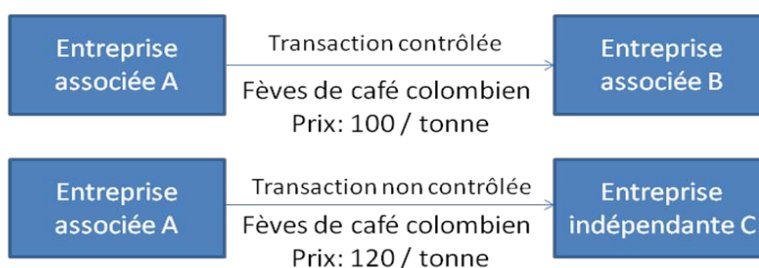 Entreprise
associée A
Transaction contrôlée
Fèves de café colombien
Prix: 100 / tonne
Entreprise
associée B
Entreprise
associée A
Transaction non contrôlée
Fèves de café colombien
Prix: 120 / tonne
Entreprise
indépendante C